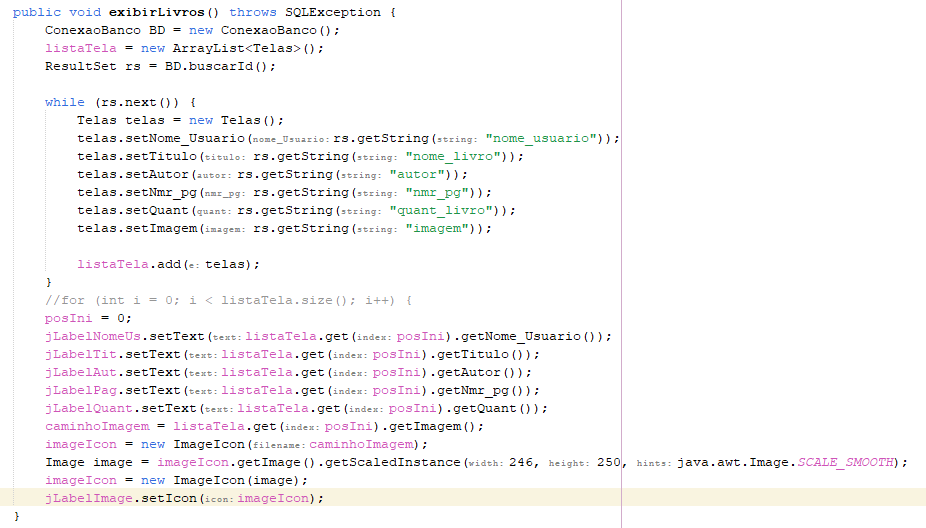 public void exibirLivros() throws SQLException {
ConexaoBanco BD = new ConexaoBanco();
listaTela = new ArrayList<Telas>();
ResultSet rs = BD.buscarId();
while (rs.next()) {
Telas telas = new Telas();
telas.setNome_Usuario(nome_Usuario: rs.getString(string: "nome_usuario"));
telas.setTitulo(titulo: rs.getString(string: "nome_livro"));
telas.setAutor(autor: rs.getString(string: "autor"));
telas.setNmr_pg(nmr_pg: rs.getString(string: "nmr_pg"));
telas.setQuant(quant: rs.getString(string: "quant_livro"));
telas.setImagem(imagem: rs.getString(string: "imagem"));
listaTela.add(e: telas);
}
//for (int i = 0; i < listaTela.size(); i++) {
posIni = 0;
jLabelNomeUs.setText(text: listaTela.get(index: posIni).getNome_Usuario());
jLabelTit.setText(text: listaTela.get(index: posIni).getTitulo());
jLabelAut.setText(text: listaTela.get(index: posIni).getAutor());
jLabelPag.setText(text: listaTela.get(index: posIni).getNmr_pg());
jLabelQuant.setText(text: listaTela.get(index: posIni).getQuant());
caminhoImagem = listaTela.get(index: posIni).getImagem();
imageIcon = new ImageIcon(filename: caminhoImagem);
Image image = imageIcon.getImage().getScaledInstance(width: 246, height: 250, hints: java.awt.Image.SCALE_SMOOTH);
imageIcon = new ImageIcon(image);
jLabelImage.setIcon(icon: imageIcon);
}